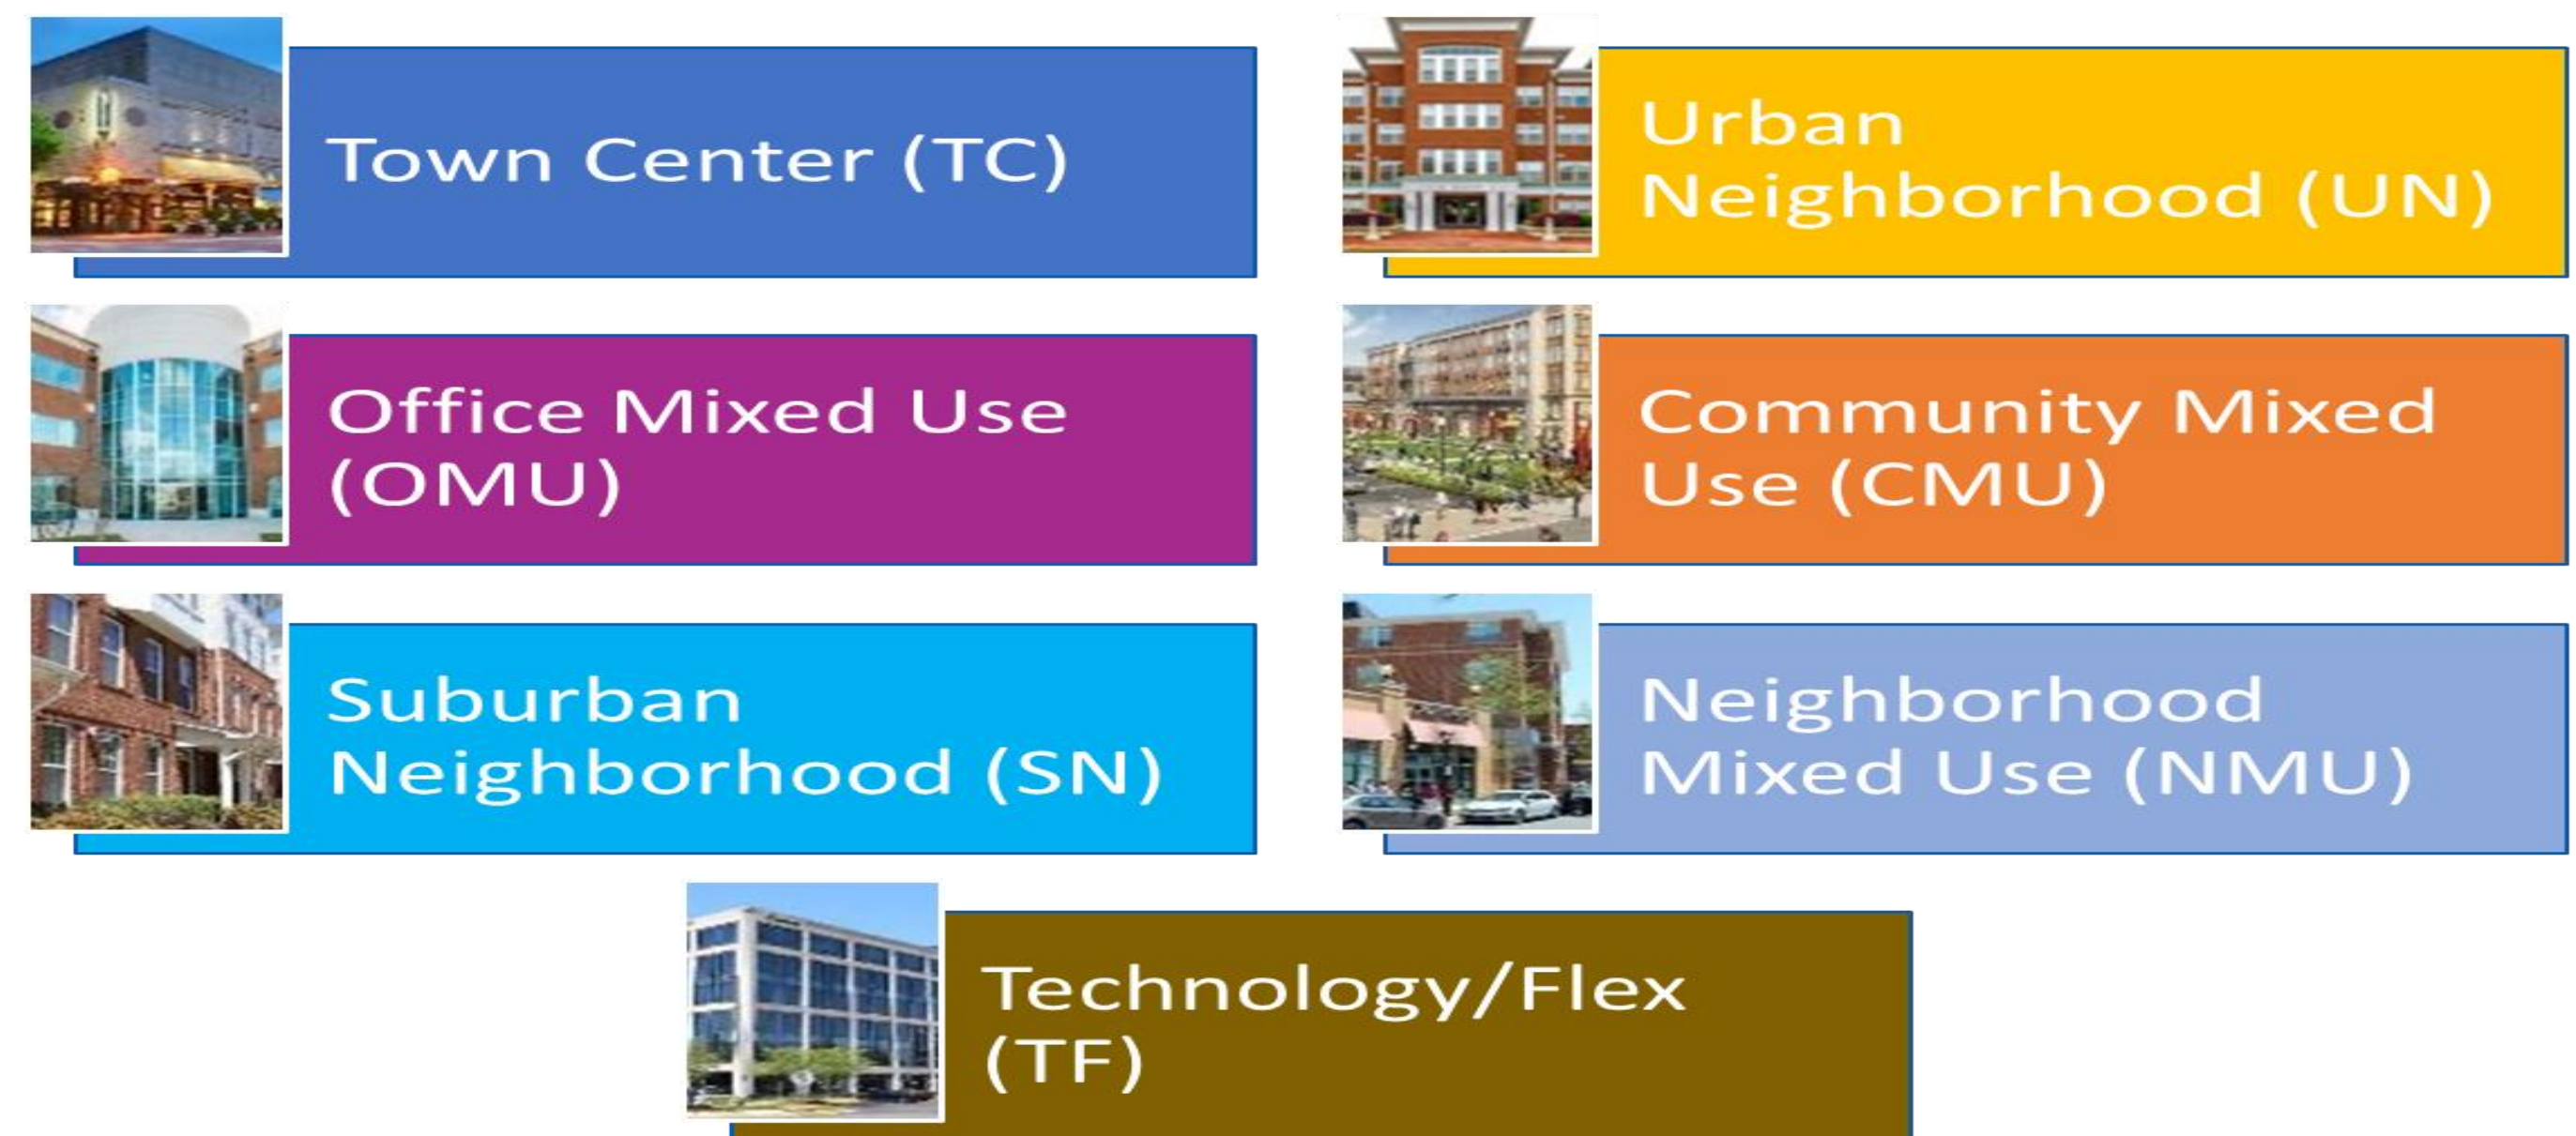 Town Center (TC)
Urban
Neighborhood (UN)
Office Mixed Use
(OMU)
Community Mixed
Use (CMU)
Suburban
Neighborhood (SN)
Neighborhood
Mixed Use (NMU)
Technology/Flex
(TF)